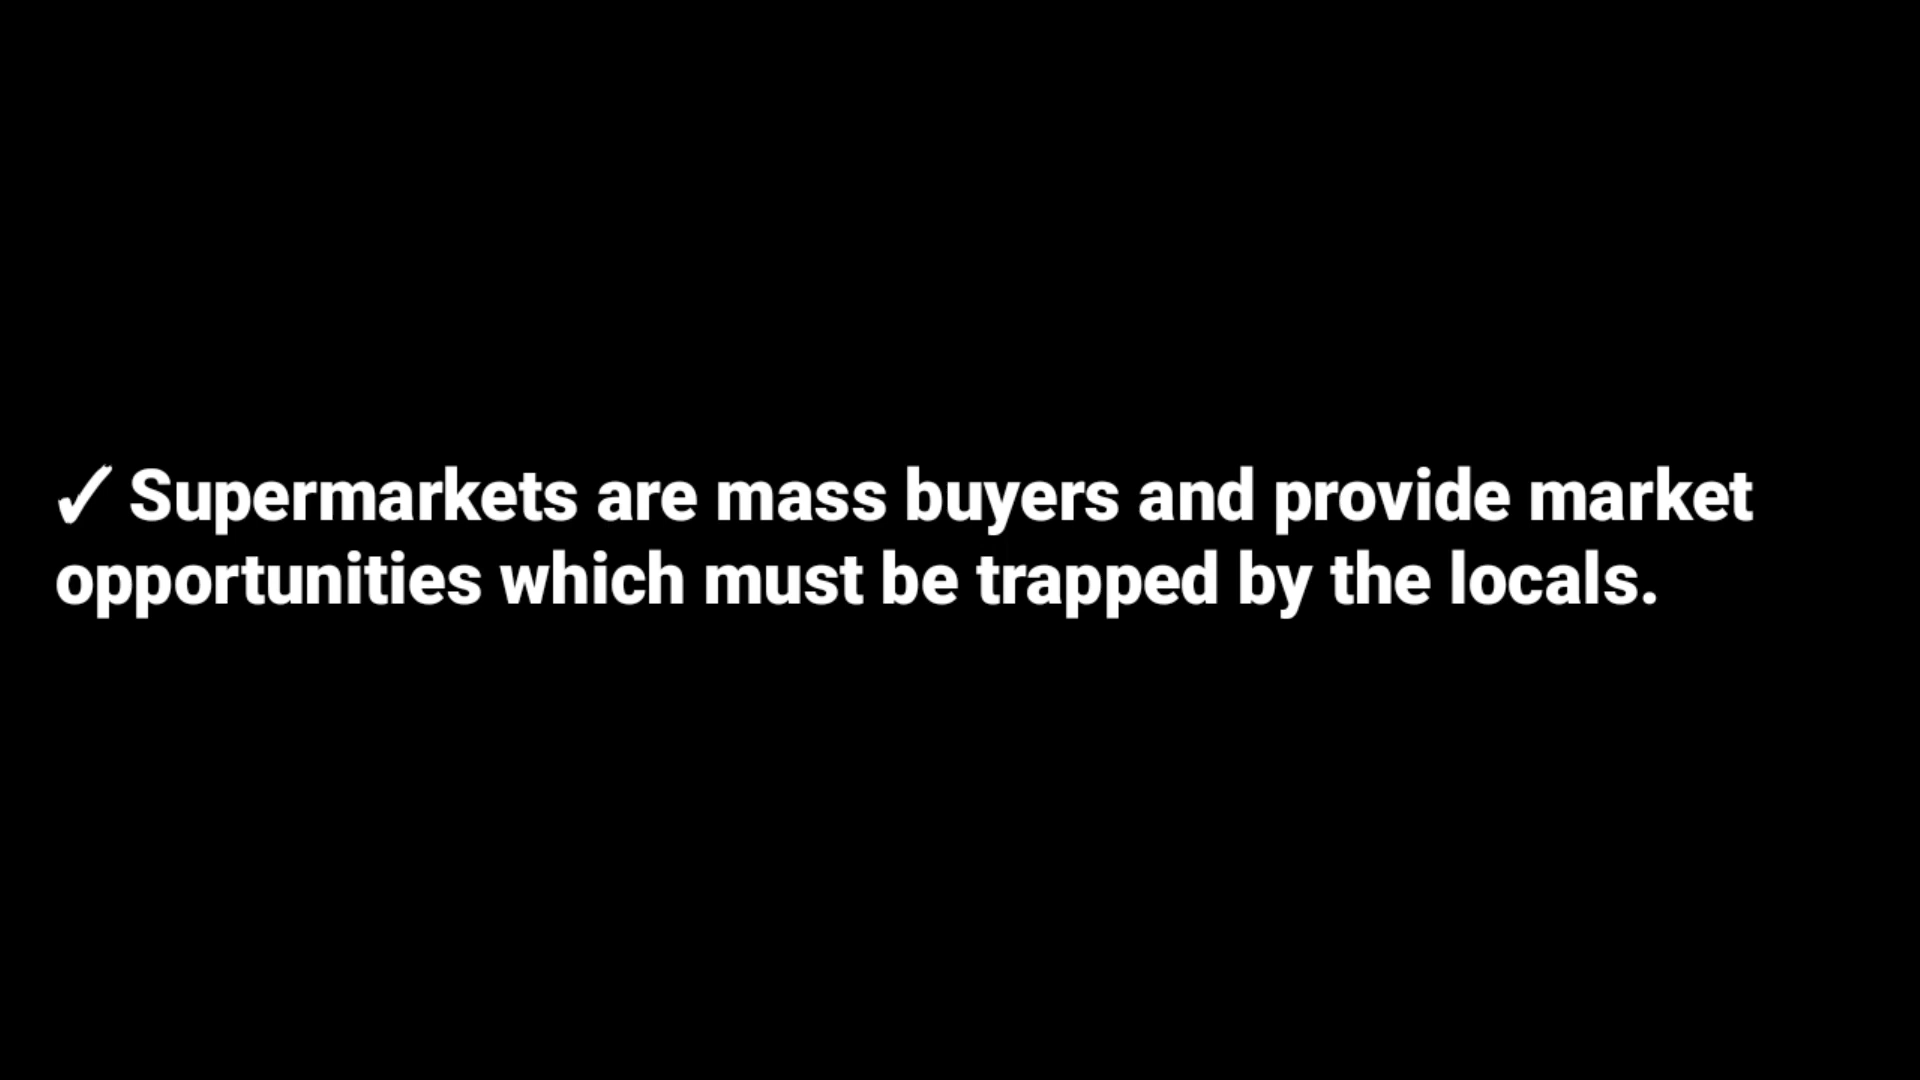 ✓ Supermarkets are mass buyers and provide market
opportunities which must be trapped by the locals.